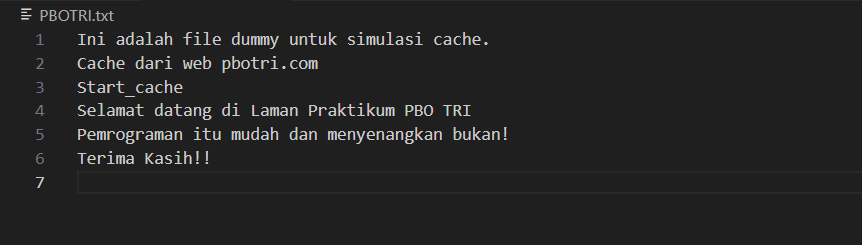 PBOTRI.txt
1 Ini adalah file dummy untuk simulasi cache.
2 Cache dari web pbotri.com
3 Start_cache
4 Selamat datang di Laman Praktikum PBO TRI
5 Pemrograman itu mudah dan menyenangkan bukan!
6 Terima Kasih!!
7